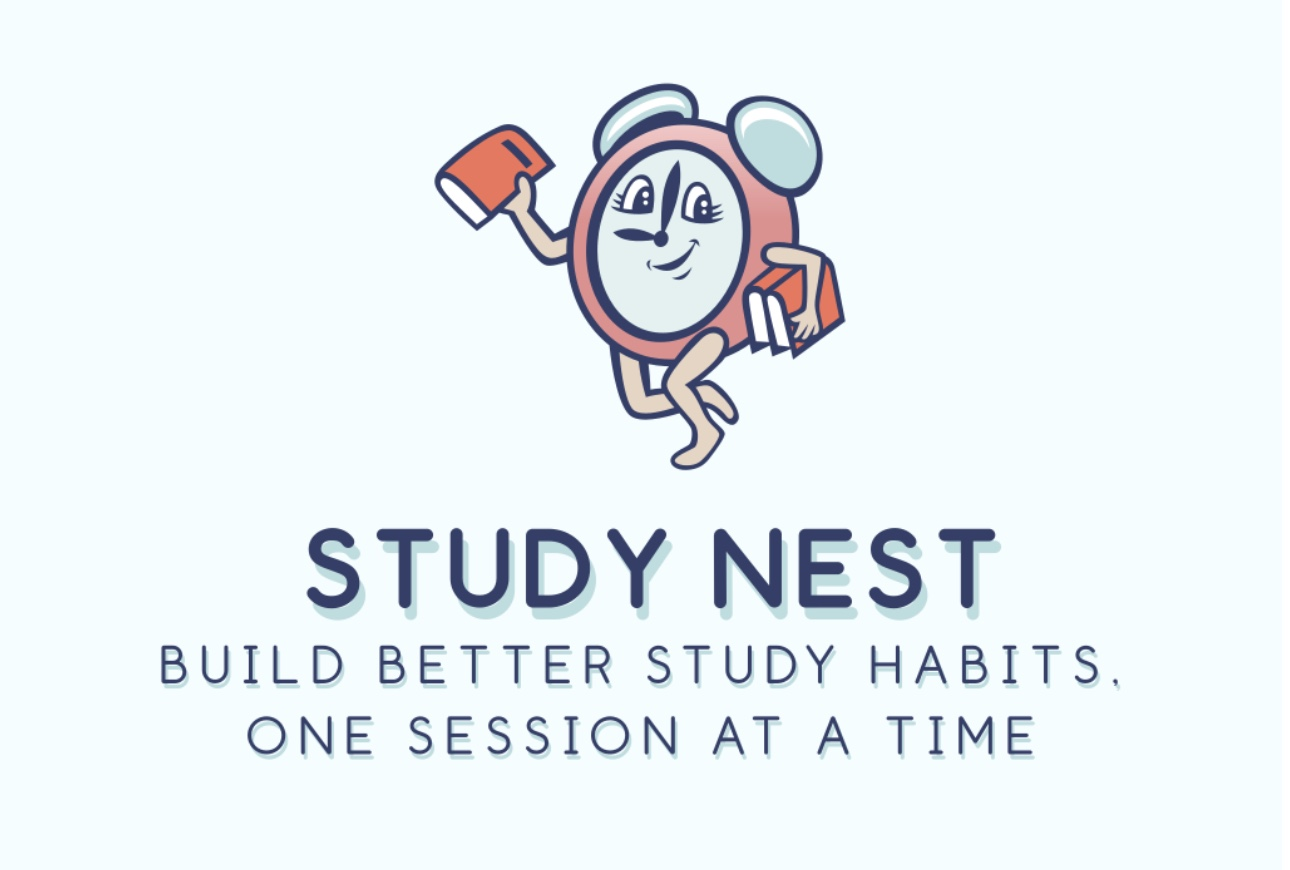 STUDY NEST
BUILD BETTER STUDY HABITS,
ONE SESSION AT A TIME